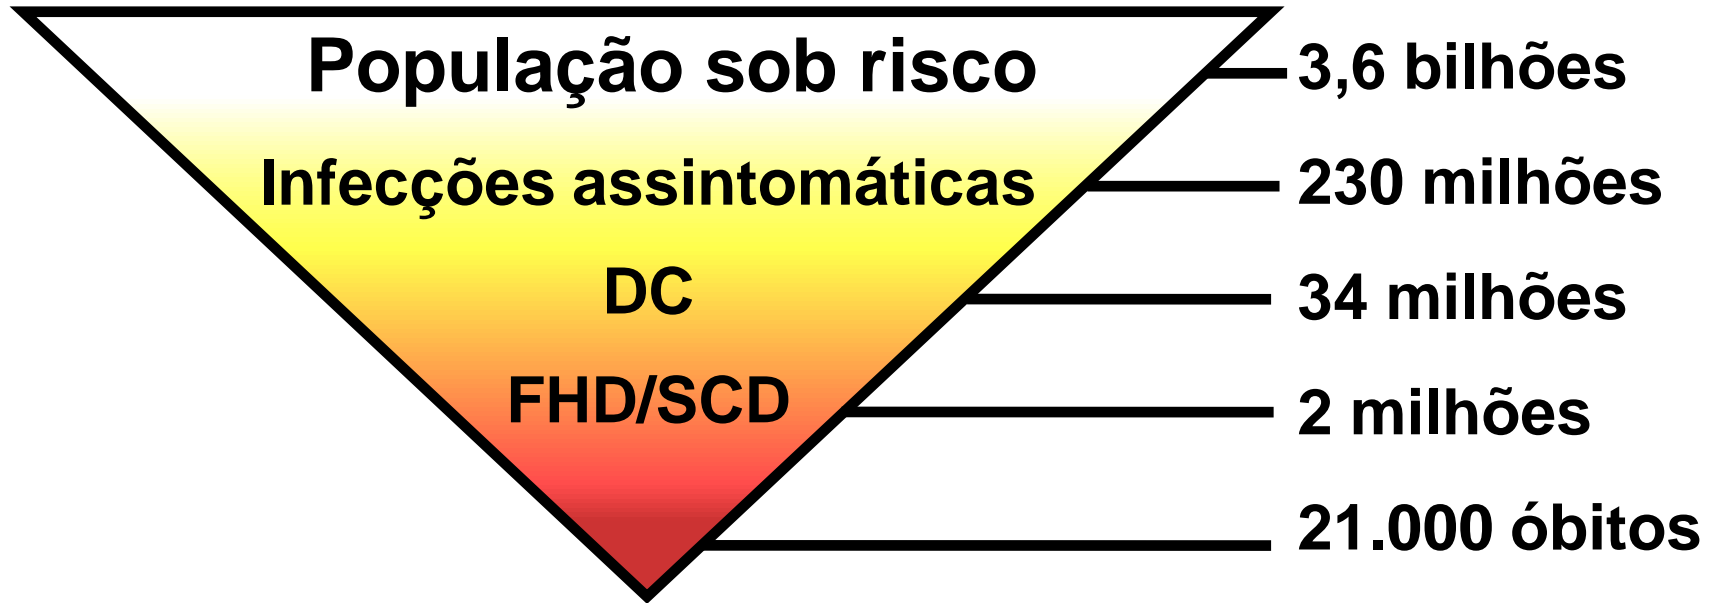 População sob risco
3,6 bilhões
Infecções assintomáticas
230 milhões
DC
34 milhões
FHD/SCD
2 milhões
21.000 óbitos